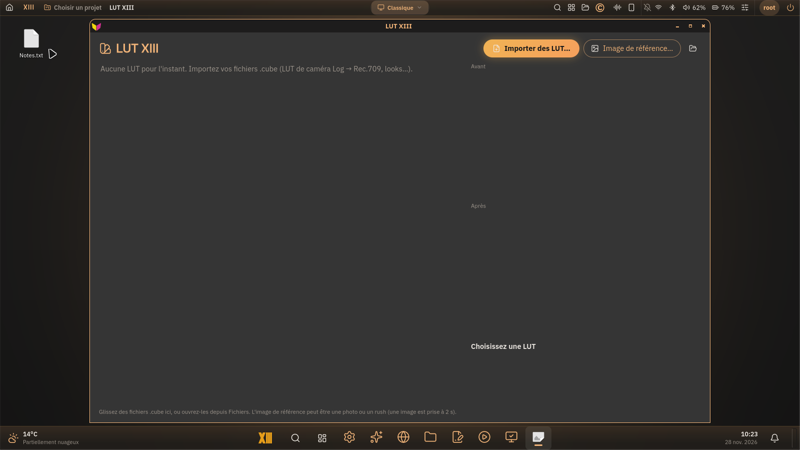 XIII Choisir un projet LUT XIII Classique 62% 76% root
LUT XIII
LUT XIII Importer des LUT... Image de référence...
Aucune LUT pour l'instant. Importez vos fichiers .cube (LUT de caméra Log → Rec.709, looks...).
Avant
Notes.txt
Après
Choisissez une LUT
Glissez des fichiers .cube ici, ou ouvrez-les depuis Fichiers. L'image de référence peut être une photo ou un rush (une image est prise à 2 s).
14°C
Partiellement nuageux
XIII
10:23
28 nov. 2026